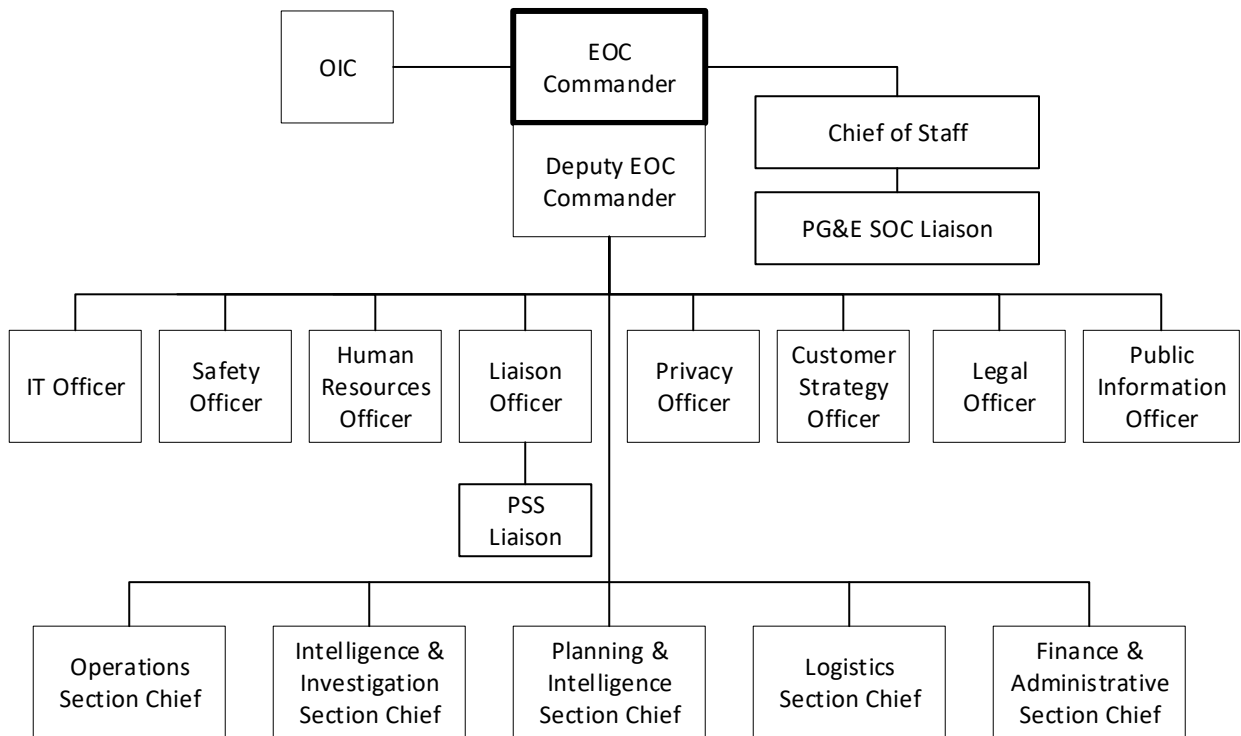 OIC
EOC
Commander
Chief of Staff
Deputy EOC
Commander
PG&E SOC Liaison
IT Officer
Safety
Officer
Human
Resources
Officer
Liaison
Officer
Privacy
Officer
Customer
Strategy
Officer
Legal
Officer
Public
Information
Officer
PSS
Liaison
Operations
Section Chief
Intelligence &
Investigation
Section Chief
Planning &
Intelligence
Section Chief
Logistics
Section Chief
Finance &
Administrative
Section Chief